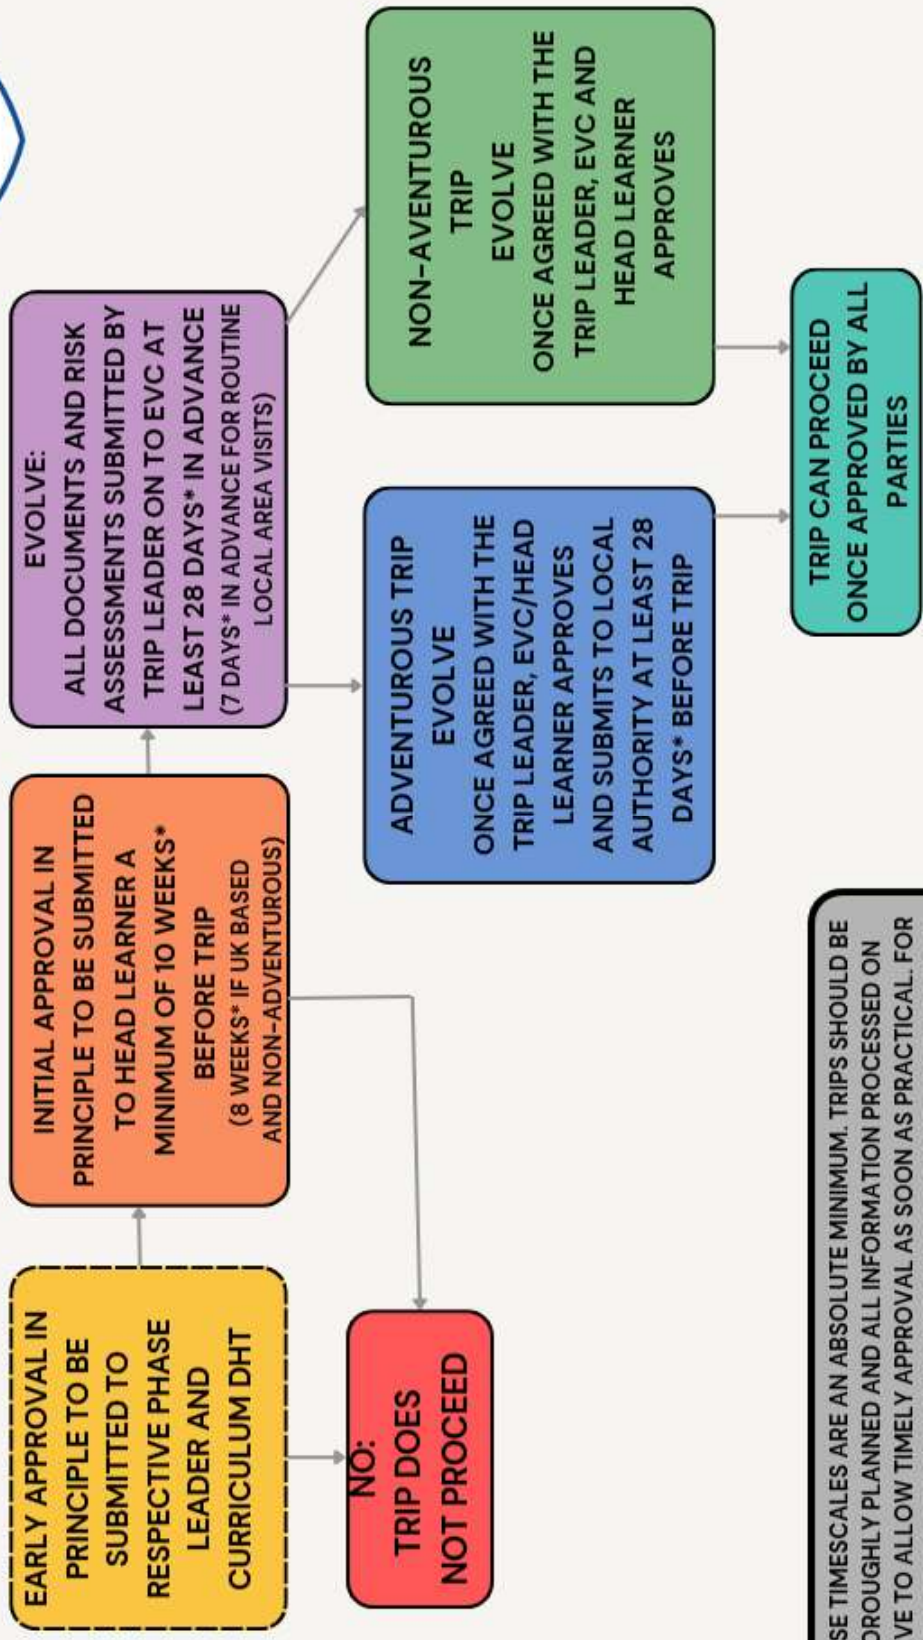 EARLY APPROVAL IN
PRINCIPLE TO BE
SUBMITTED TO
RESPECTIVE PHASE
LEADER AND
CURRICULUM DHT
INITIAL APPROVAL IN
PRINCIPLE TO BE SUBMITTED
TO HEAD LEARNER A
MINIMUM OF 10 WEEKS*
BEFORE TRIP
(8 WEEKS* IF UK BASED
AND NON-ADVENTUROUS)
EVOLVE:
ALL DOCUMENTS AND RISK
ASSESSMENTS SUBMITTED BY
TRIP LEADER ON TO EVC AT
LEAST 28 DAYS* IN ADVANCE
(7 DAYS* IN ADVANCE FOR ROUTINE
LOCAL AREA VISITS)
NO:
TRIP DOES
NOT PROCEED
ADVENTUROUS TRIP
EVOLVE
ONCE AGREED WITH THE
TRIP LEADER, EVC/HEAD
LEARNER APPROVES
AND SUBMITS TO LOCAL
AUTHORITY AT LEAST 28
DAYS* BEFORE TRIP
NON-AVENTUROUS
TRIP
EVOLVE
ONCE AGREED WITH THE
TRIP LEADER, EVC AND
HEAD LEARNER
APPROVES
TRIP CAN PROCEED
ONCE APPROVED BY ALL
PARTIES
TIMESCALES ARE AN ABSOLUTE MINIMUM. TRIPS SHOULD BE
PLANNED AND ALL INFORMATION PROCESSED ON
TO ALLOW TIMELY APPROVAL AS SOON AS PRACTICAL. FOR